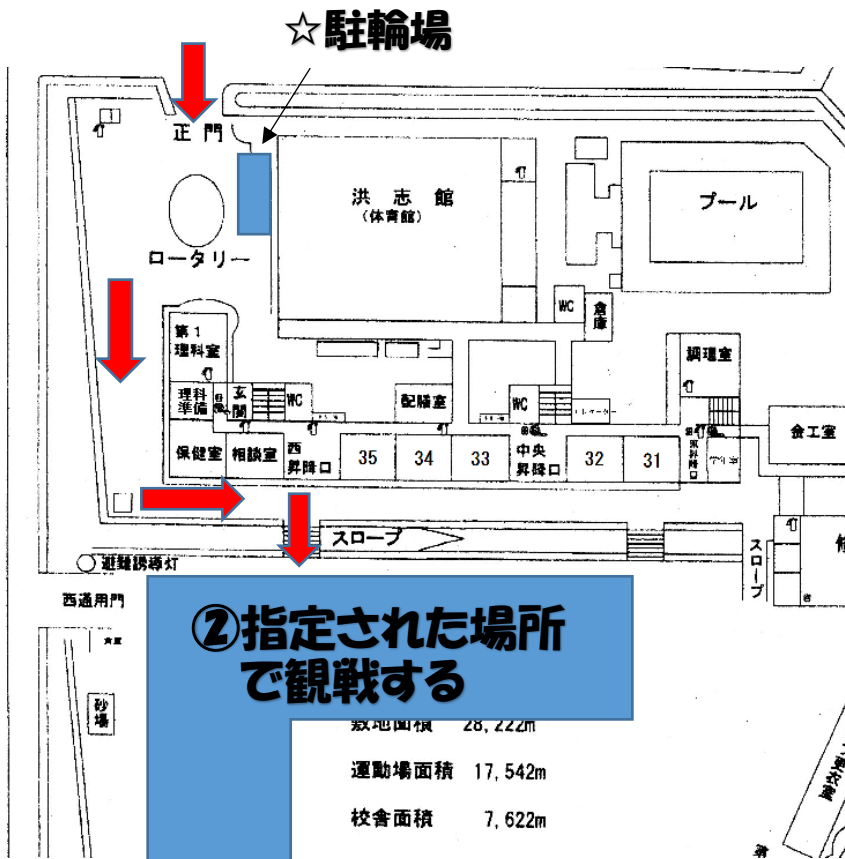 ☆駐輪場
正門
洪志館
(体育館)
プール
ロータリー
WC
倉庫
第1
理科室
調理室
理科
準備
玄関
WC
配膳室
WC
保健室
相談室
西
昇降口
35
34
33
中央
昇降口
32
31
金工室
スロープ
スロープ
避難誘導灯
西通用門
②指定された場所
で観戦する
砂場
敷地面積 28,222m
運動場面積 17,542m
校舎面積 7,622m